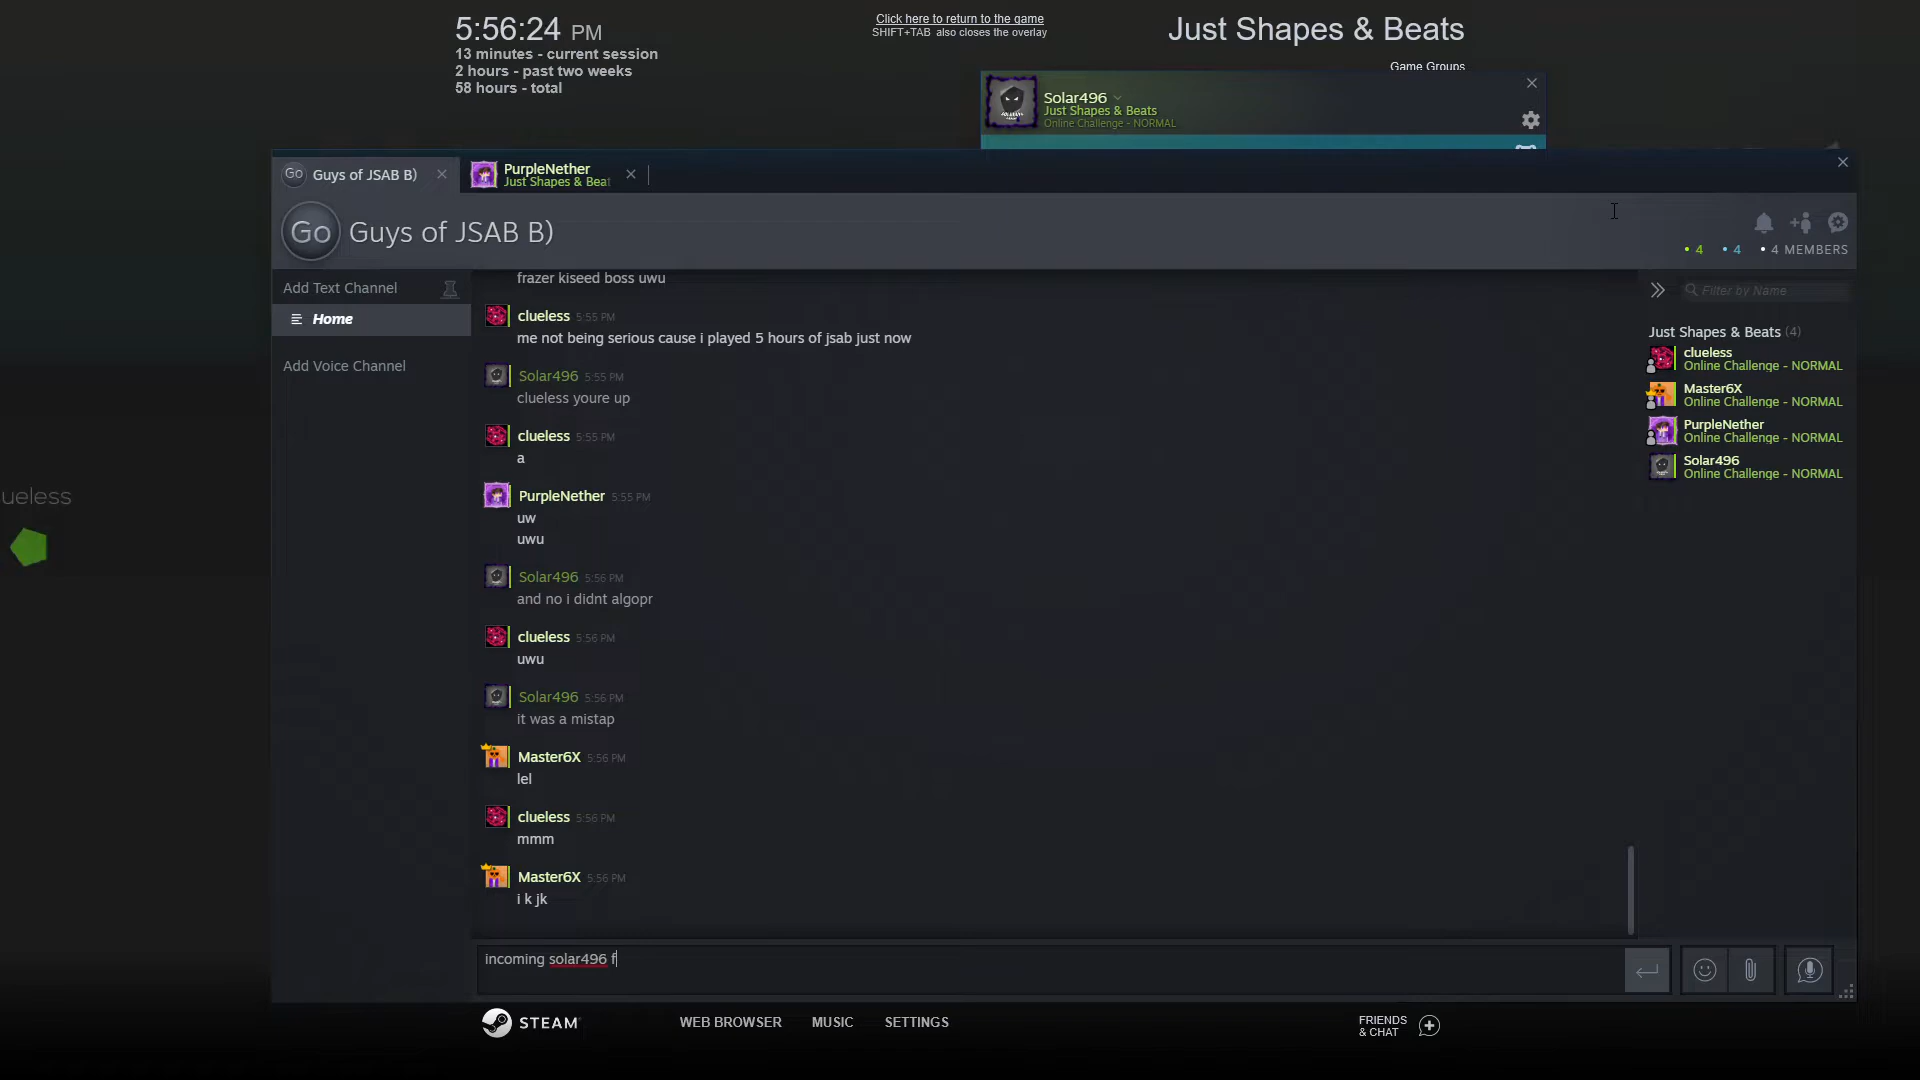 5:56:24 PM
13 minutes - current session
2 hours - past two weeks
58 hours - total
Click here to return to the game
SHIFT+TAB also closes the overlay
Just Shapes & Beats
Game Groups
Solar496
Just Shapes & Beats
Online Challenge - NORMAL
Go Guys of JSAB B)
PurpleNether
Just Shapes & Bea
Go Guys of JSAB B)
4 4 4 MEMBERS
Add Text Channel
Home
Add Voice Channel
frazer kiseed boss uwu
clueless 5:55 PM
me not being serious cause i played 5 hours of jsab just now
Solar496 5:55 PM
clueless youre up
clueless 5:55 PM
a
PurpleNether 5:55 PM
uw
uwu
Solar496 5:56 PM
and no i didnt algopr
clueless 5:56 PM
uwu
Solar496 5:56 PM
it was a mistap
Master6X 5:56 PM
lel
clueless 5:56 PM
mmm
Master6X 5:56 PM
i k jk
incoming solar496 f
Filter by Name
Just Shapes & Beats (4)
clueless
Online Challenge - NORMAL
Master6X
Online Challenge - NORMAL
PurpleNether
Online Challenge - NORMAL
Solar496
Online Challenge - NORMAL
ueless
STEAM
WEB BROWSER
MUSIC
SETTINGS
FRIENDS
& CHAT